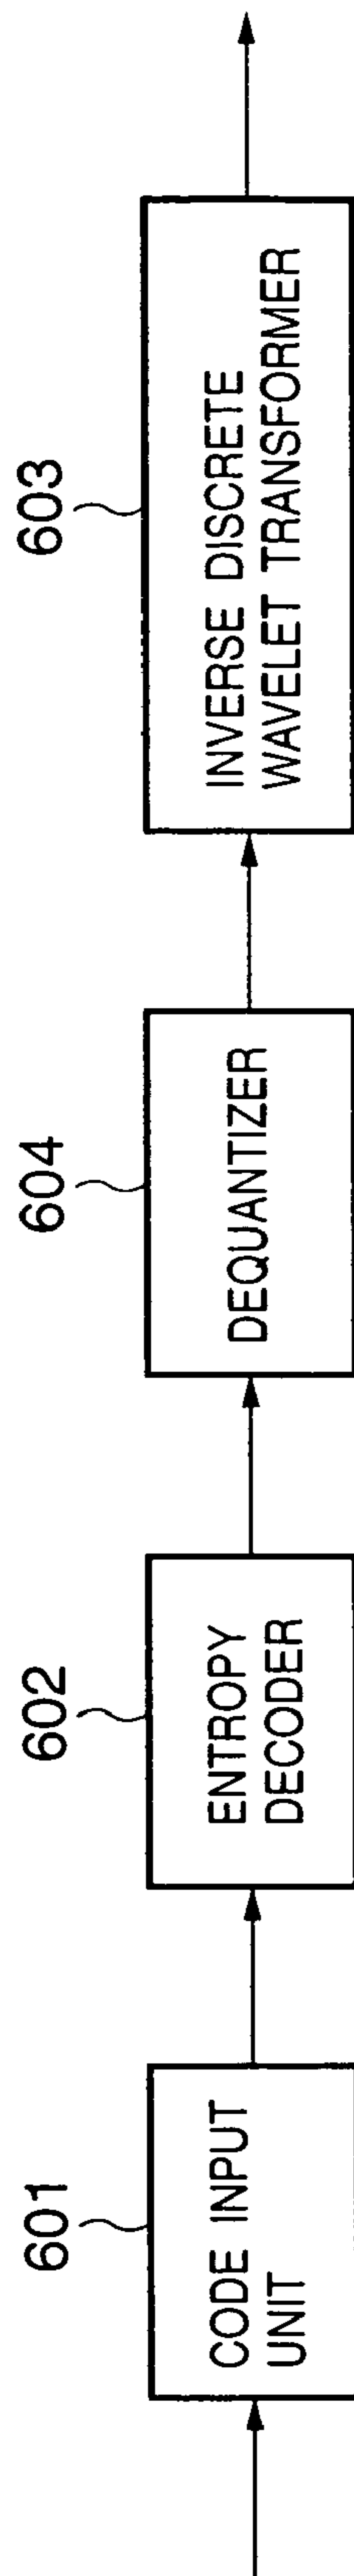 601
CODE INPUT
UNIT
602
ENTROPY
DECODER
604
DEQUANTIZER
603
INVERSE DISCRETE
WAVELET TRANSFORMER